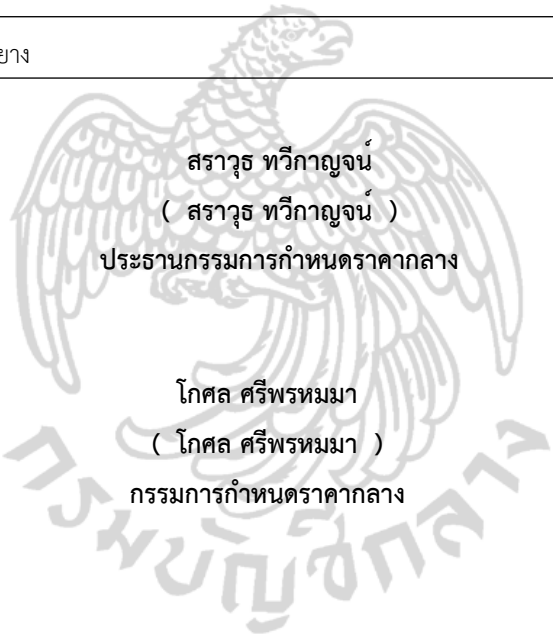 ยาง
สราวุธ ทวีกาญจน์
( สราวุธ ทวีกาญจน์ )
ประธานกรรมการกำหนดราคากลาง
โกศล ศรีพรหมมา
( โกศล ศรีพรหมมา )
กรรมการกำหนดราคากลาง
กรมบัญชีกลาง